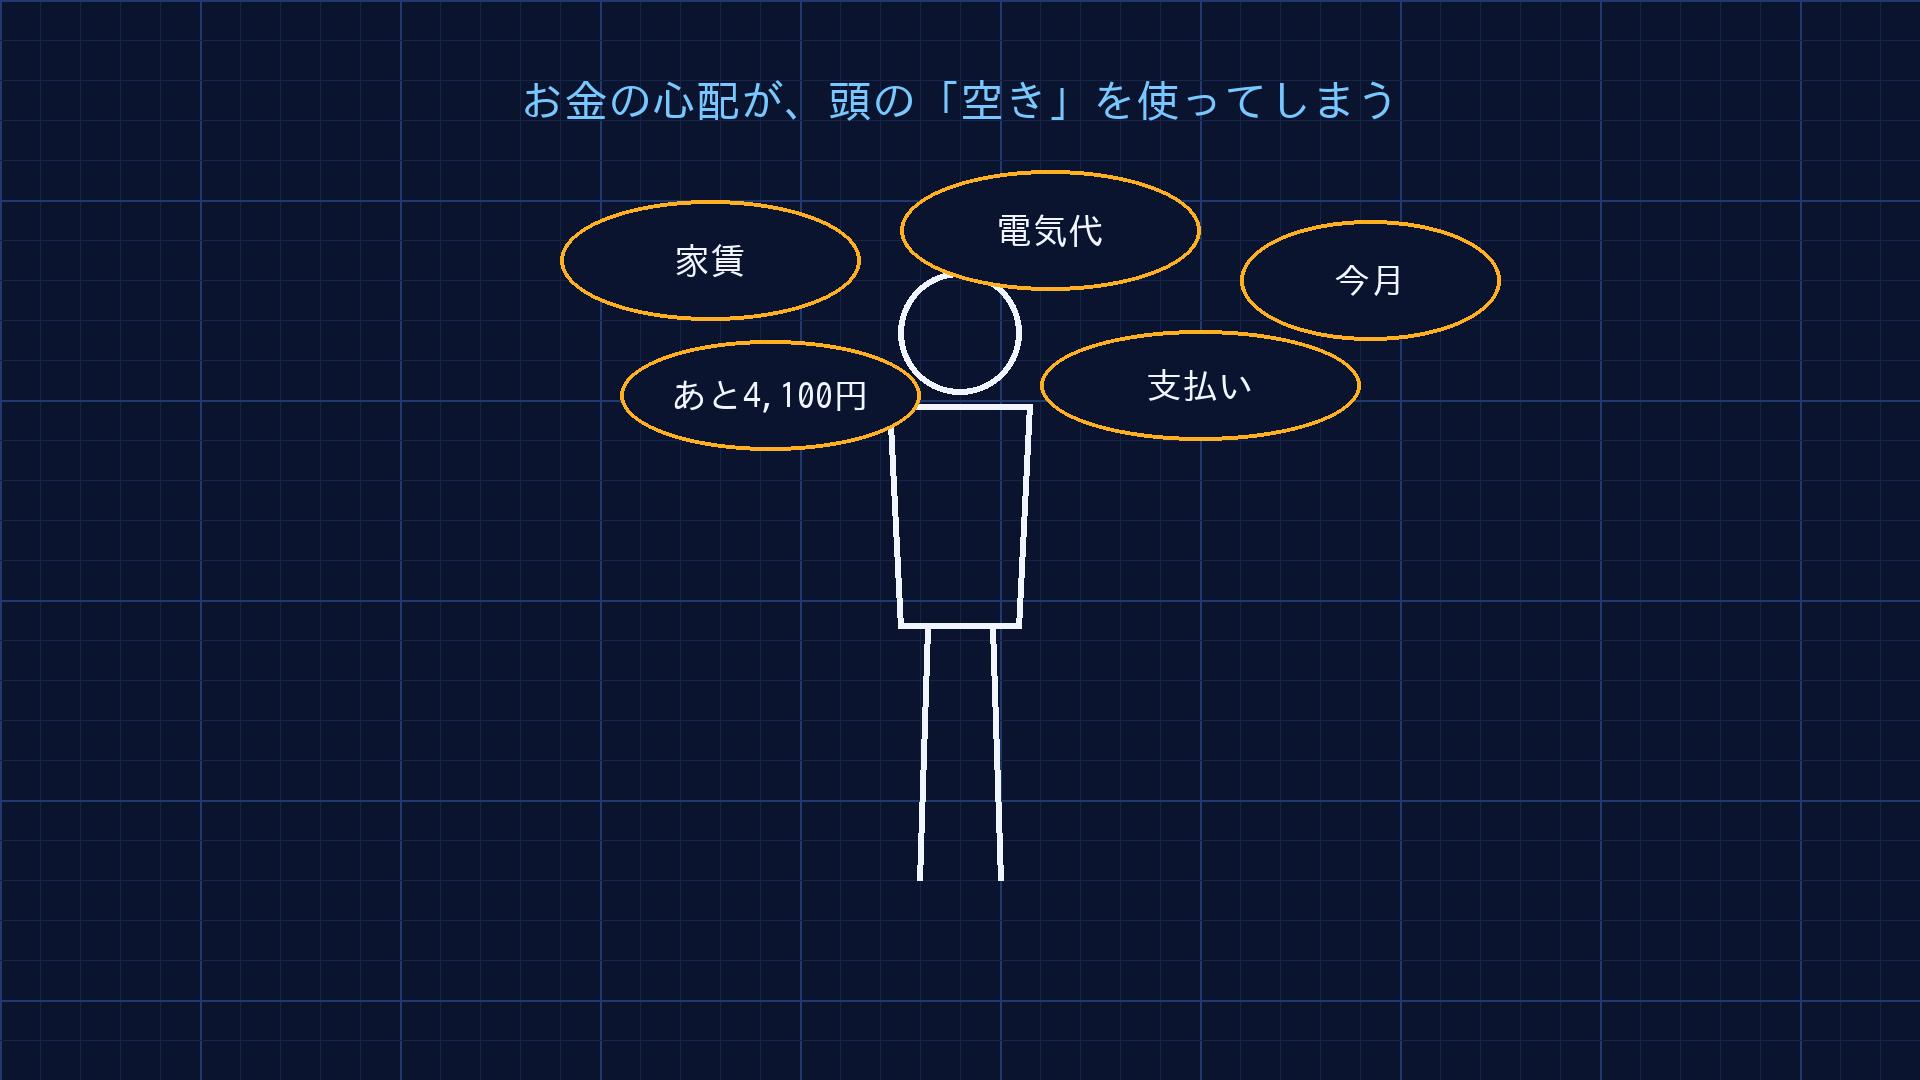 お金の心配が、頭の「空き」を使ってしまう
家賃
電気代
今月
あと4,100円
支払い